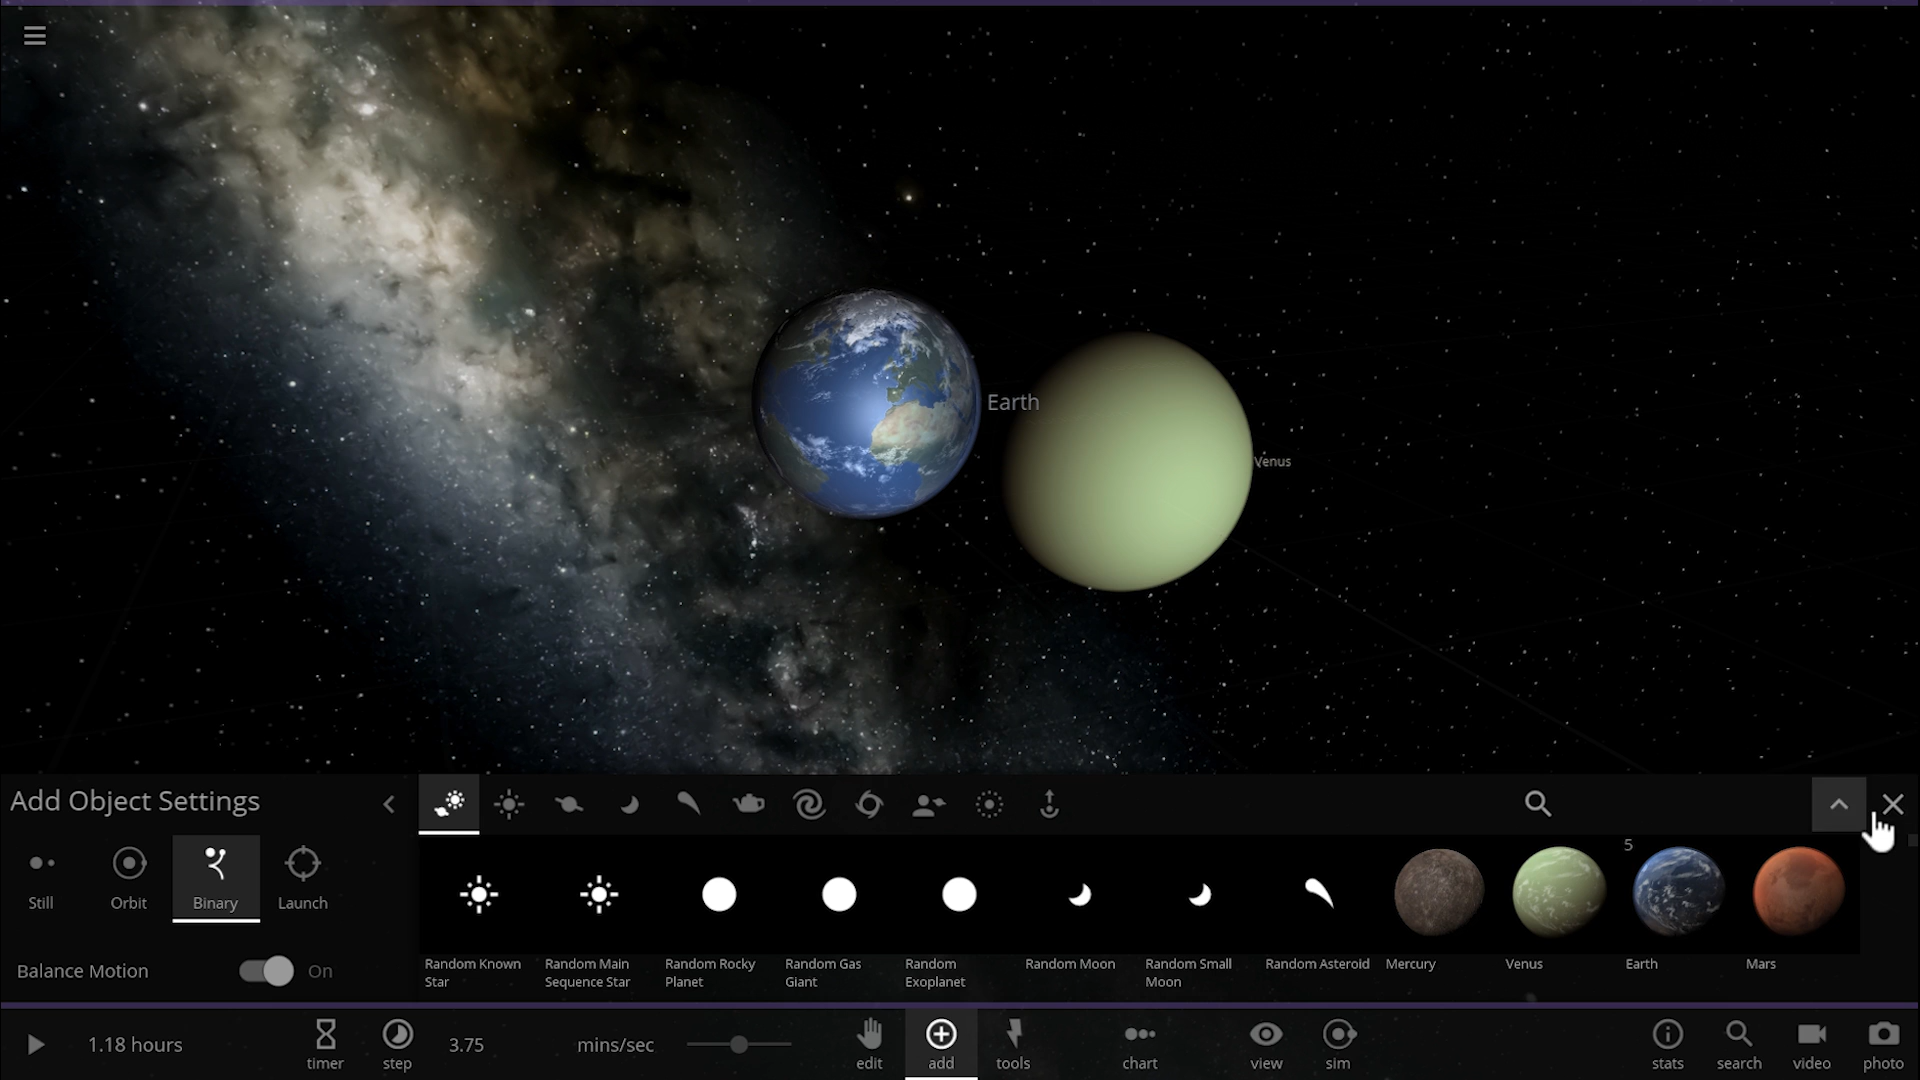 Earth
Venus
Add Object Settings
Still
Orbit
Binary
Launch
Balance Motion
On
5
Random Known
Star
Random Main
Sequence Star
Random Rocky
Planet
Random Gas
Giant
Random
Exoplanet
Random Moon
Random Small
Moon
Random Asteroid
Mercury
Venus
Earth
Mars
1.18 hours
timer
step
3.75
mins/sec
edit
add
tools
chart
view
sim
stats
search
video
photo